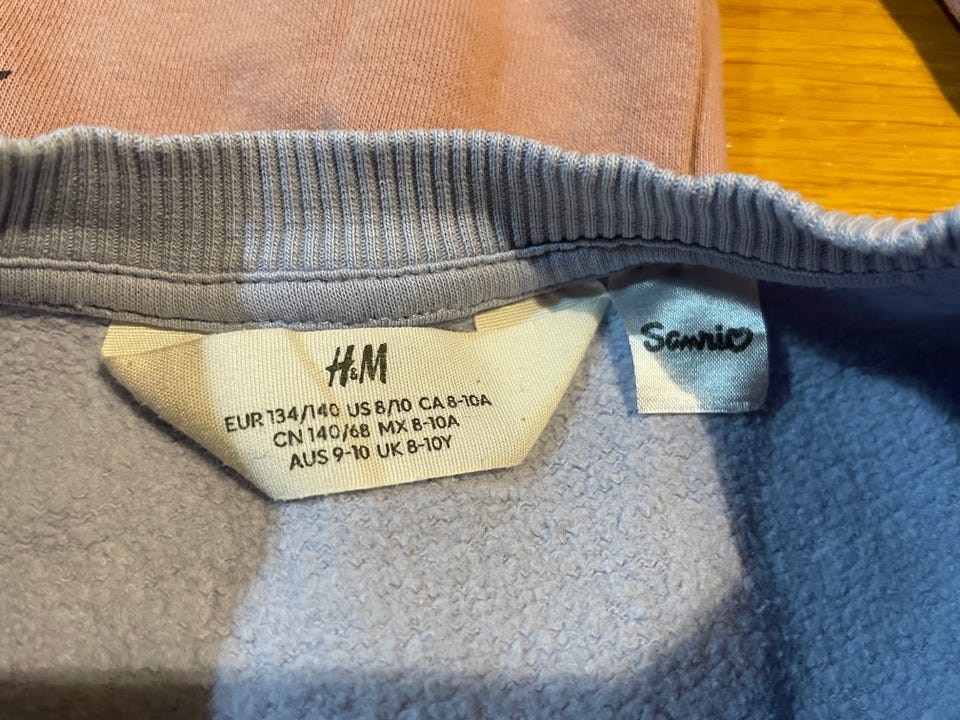 H&M
EUR 134/140 US 8/10 CA 8-10A
CN 140/68 MX 8-10A
AUS 9-10 UK 8-10Y
Sanrio